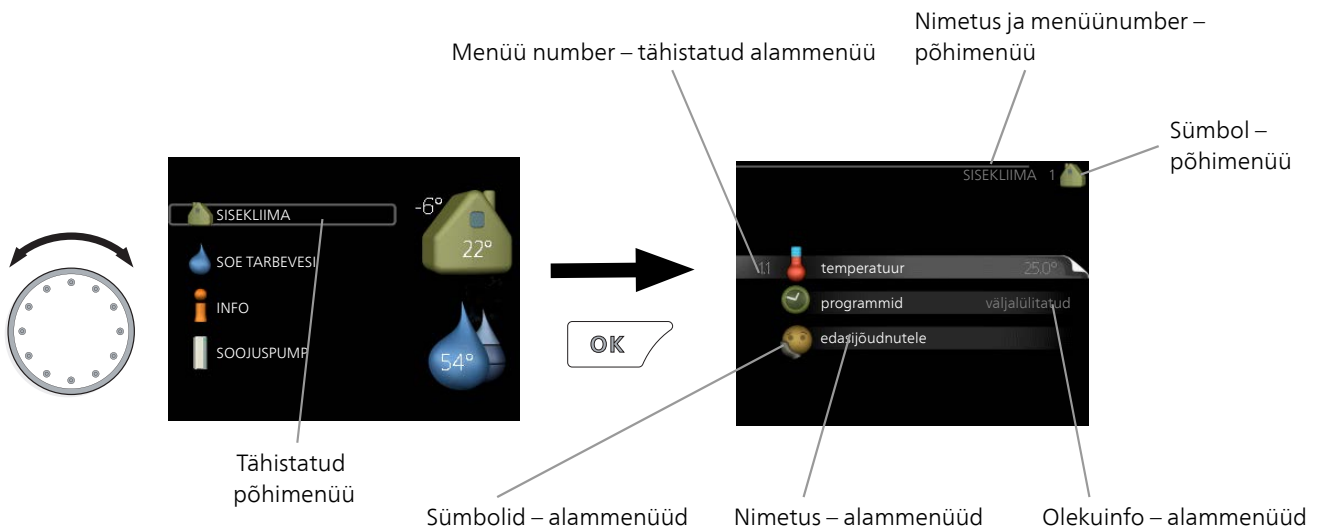 Nimetus ja menüünumber –
põhimenüü
Menüü number – tähistatud alammenüü
Sümbol –
põhimenüü
SISEKLIIMA
-6°
22°
SOE TARBEVESI
INFO
SOOJUSPUMP
54°
OK
SISEKLIIMA 1
1.1 temperatuur 25.0°
programmid väljalülitatud
edasijõudnutele
Tähistatud
põhimenüü
Sümbolid – alammenüüd
Nimetus – alammenüüd
Olekuinfo – alammenüüd